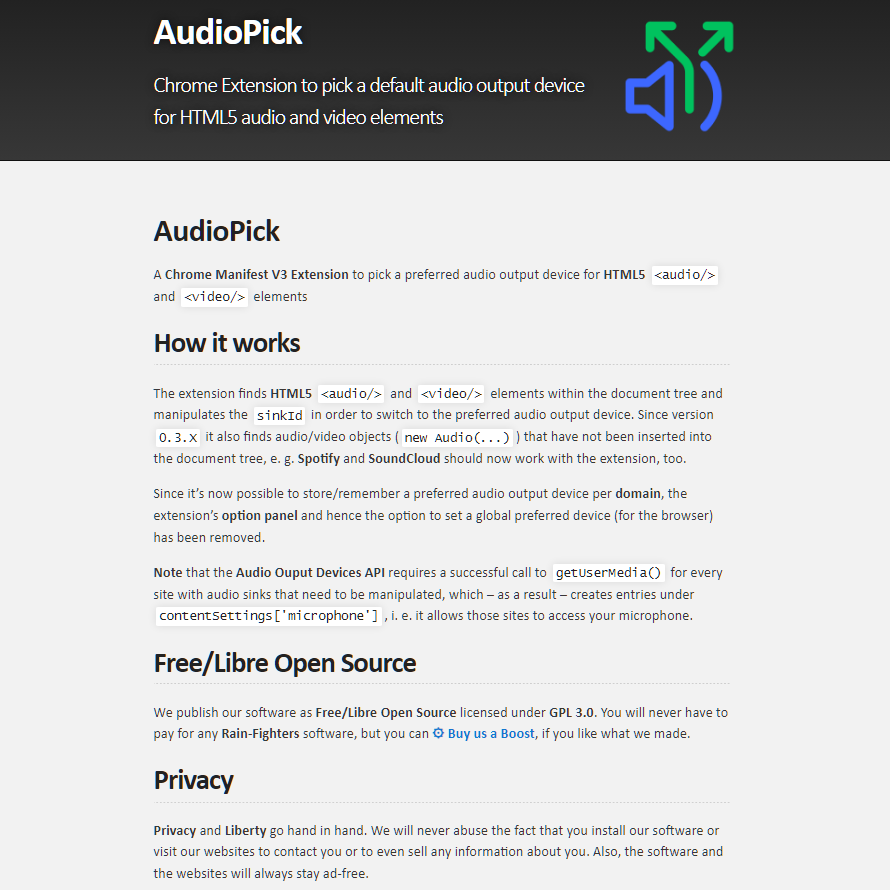 AudioPick
Chrome Extension to pick a default audio output device
for HTML5 audio and video elements
AudioPick
A Chrome Manifest V3 Extension to pick a preferred audio output device for HTML5 <audio/>
and <video/> elements
How it works
The extension finds HTML5 <audio/> and <video/> elements within the document tree and
manipulates the sinkId in order to switch to the preferred audio output device. Since version
0.3.X it also finds audio/video objects ( new Audio(...) ) that have not been inserted into
the document tree, e. g. Spotify and SoundCloud should now work with the extension, too.
Since it’s now possible to store/remember a preferred audio output device per domain, the
extension’s option panel and hence the option to set a global preferred device (for the browser)
has been removed.
Note that the Audio Ouput Devices API requires a successful call to getUserMedia() for every
site with audio sinks that need to be manipulated, which – as a result – creates entries under
contentSettings['microphone'] , i. e. it allows those sites to access your microphone.
Free/Libre Open Source
We publish our software as Free/Libre Open Source licensed under GPL 3.0. You will never have to
pay for any Rain-Fighters software, but you can ⚙ Buy us a Boost, if you like what we made.
Privacy
Privacy and Liberty go hand in hand. We will never abuse the fact that you install our software or
visit our websites to contact you or to even sell any information about you. Also, the software and
the websites will always stay ad-free.